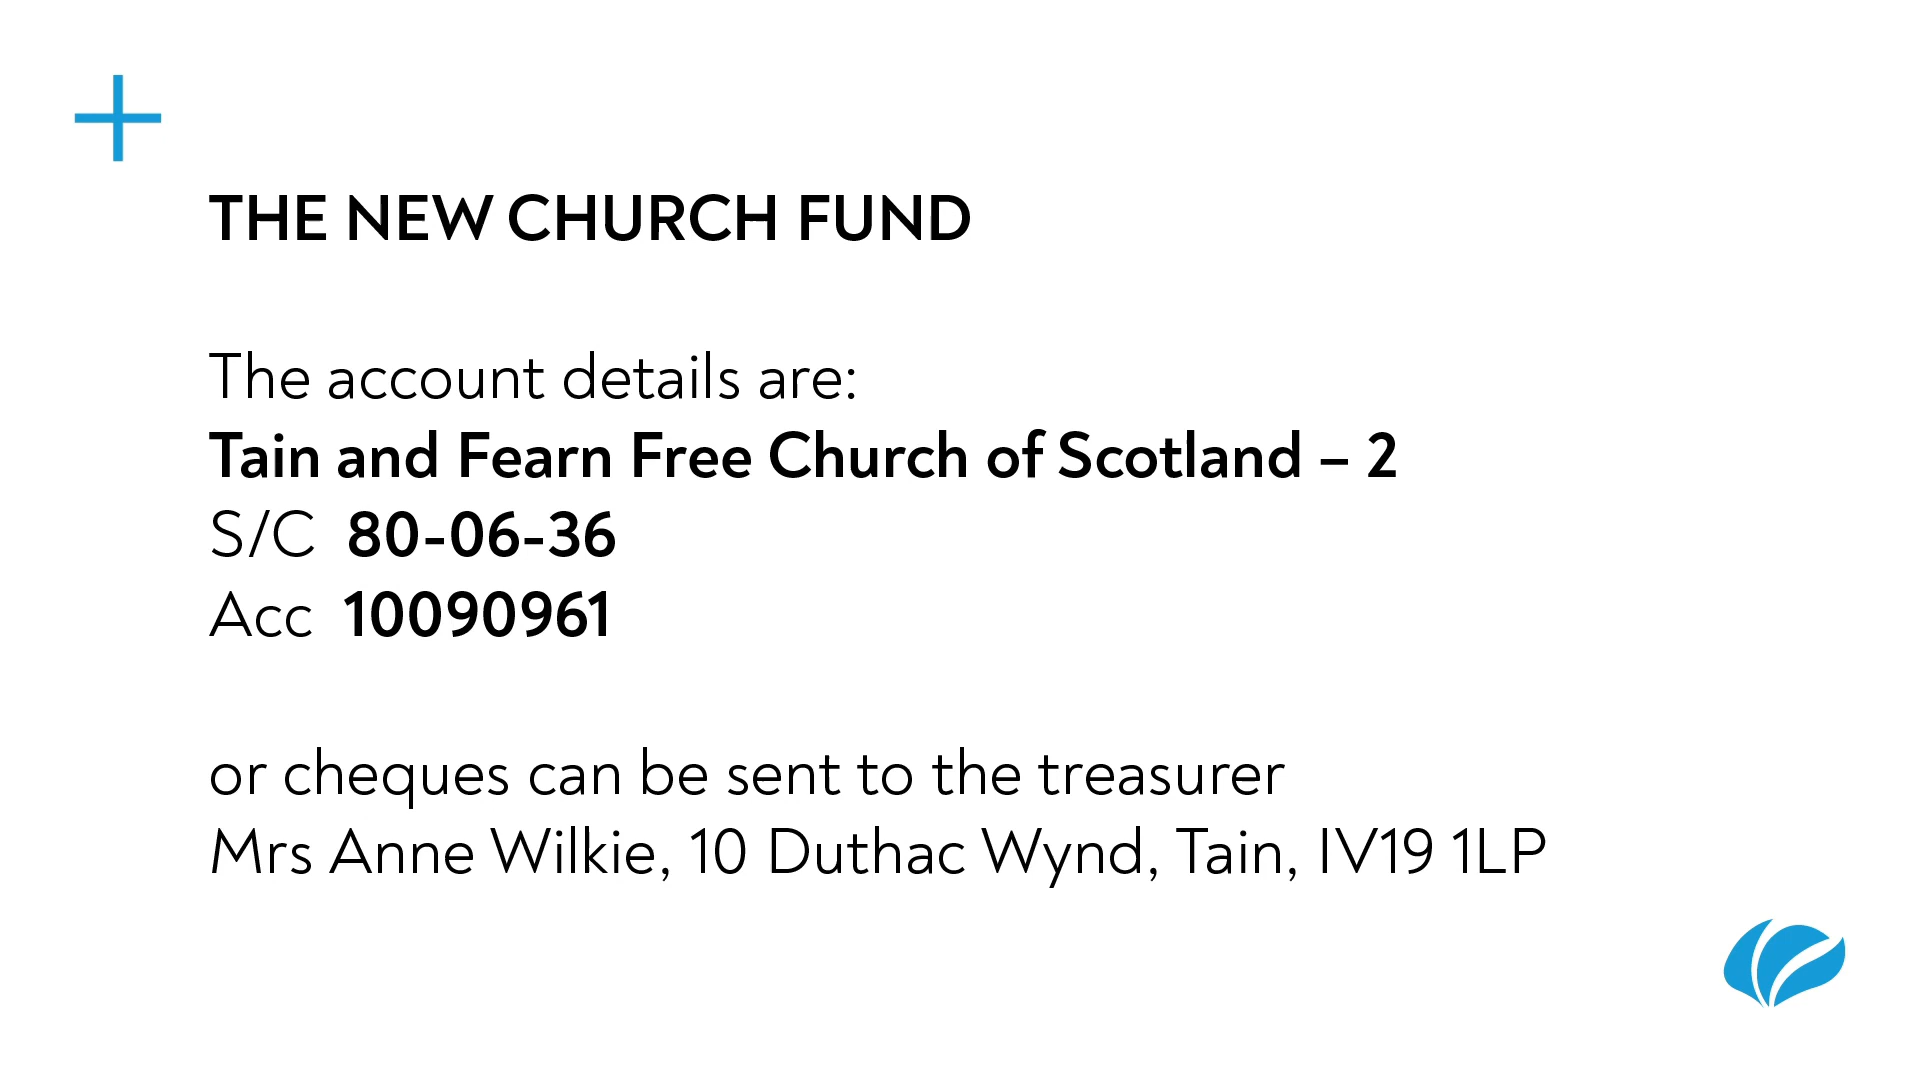 THE NEW CHURCH FUND
The account details are:
Tain and Fearn Free Church of Scotland – 2
S/C 80-06-36
Acc 10090961
or cheques can be sent to the treasurer
Mrs Anne Wilkie, 10 Duthac Wynd, Tain, IV19 1LP